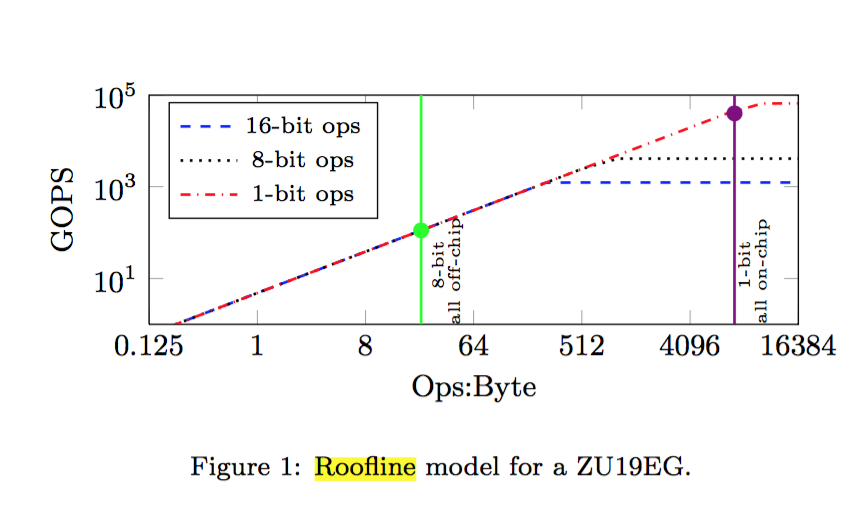 10^5
16-bit ops
8-bit ops
1-bit ops
10^3
GOPS
10^1
8-bit
all off-chip
1-bit
all on-chip
0.125 1 8 64 512 4096 16384
Ops:Byte
Figure 1: Roofline model for a ZU19EG.